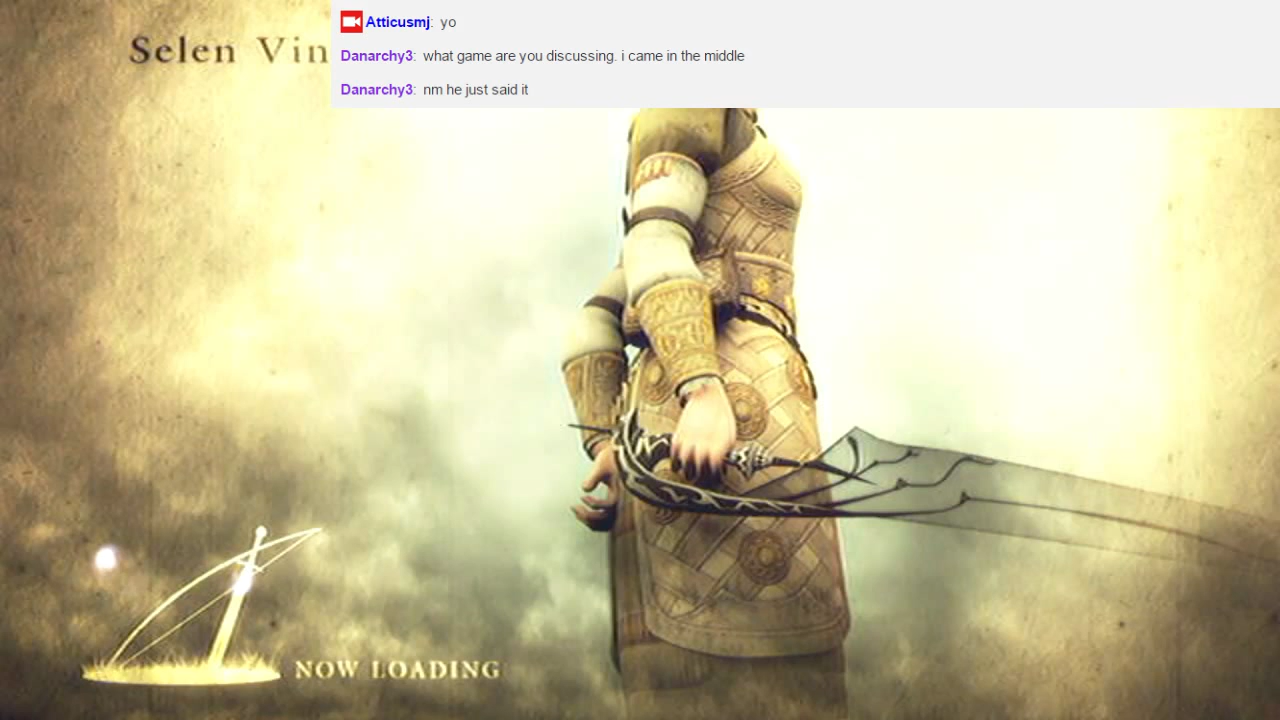 Atticusmj: yo
Selen Vin
Danarchy3: what game are you discussing. i came in the middle
Danarchy3: nm he just said it
NOW LOADING